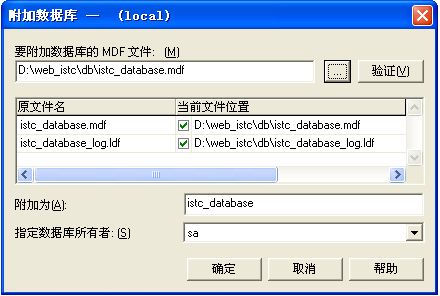 附加数据库 — （local）
要附加数据库的 MDF 文件: (M)
D:\web_istc\db\istc_database.mdf
...
验证(V)
原文件名 当前文件位置
istc_database.mdf D:\web_istc\db\istc_database.mdf
istc_database_log.ldf D:\web_istc\db\istc_database_log.ldf
附加为(A): istc_database
指定数据库所有者: (S) sa
确定 取消 帮助